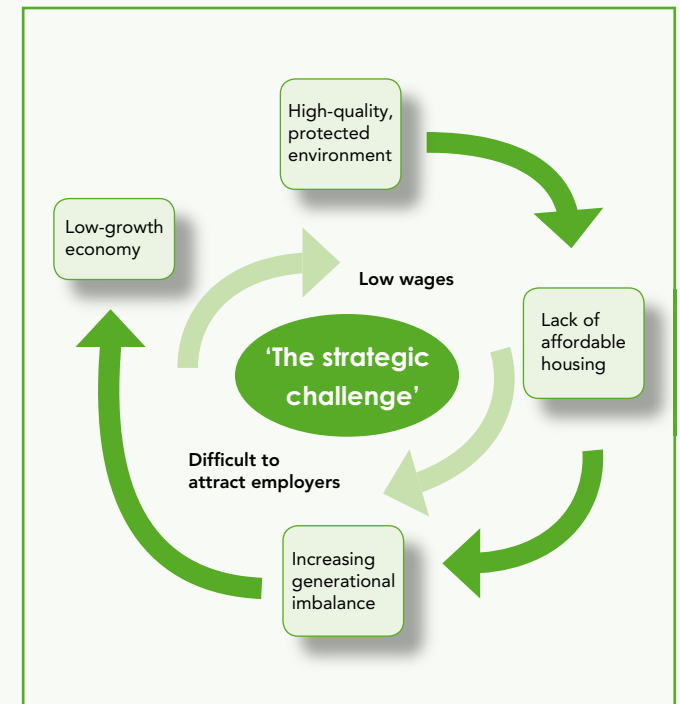 High-quality,
protected
environment
Low-growth
economy
Low wages
Lack of
affordable
housing
‘The strategic
challenge’
Difficult to
attract employers
Increasing
generational
imbalance